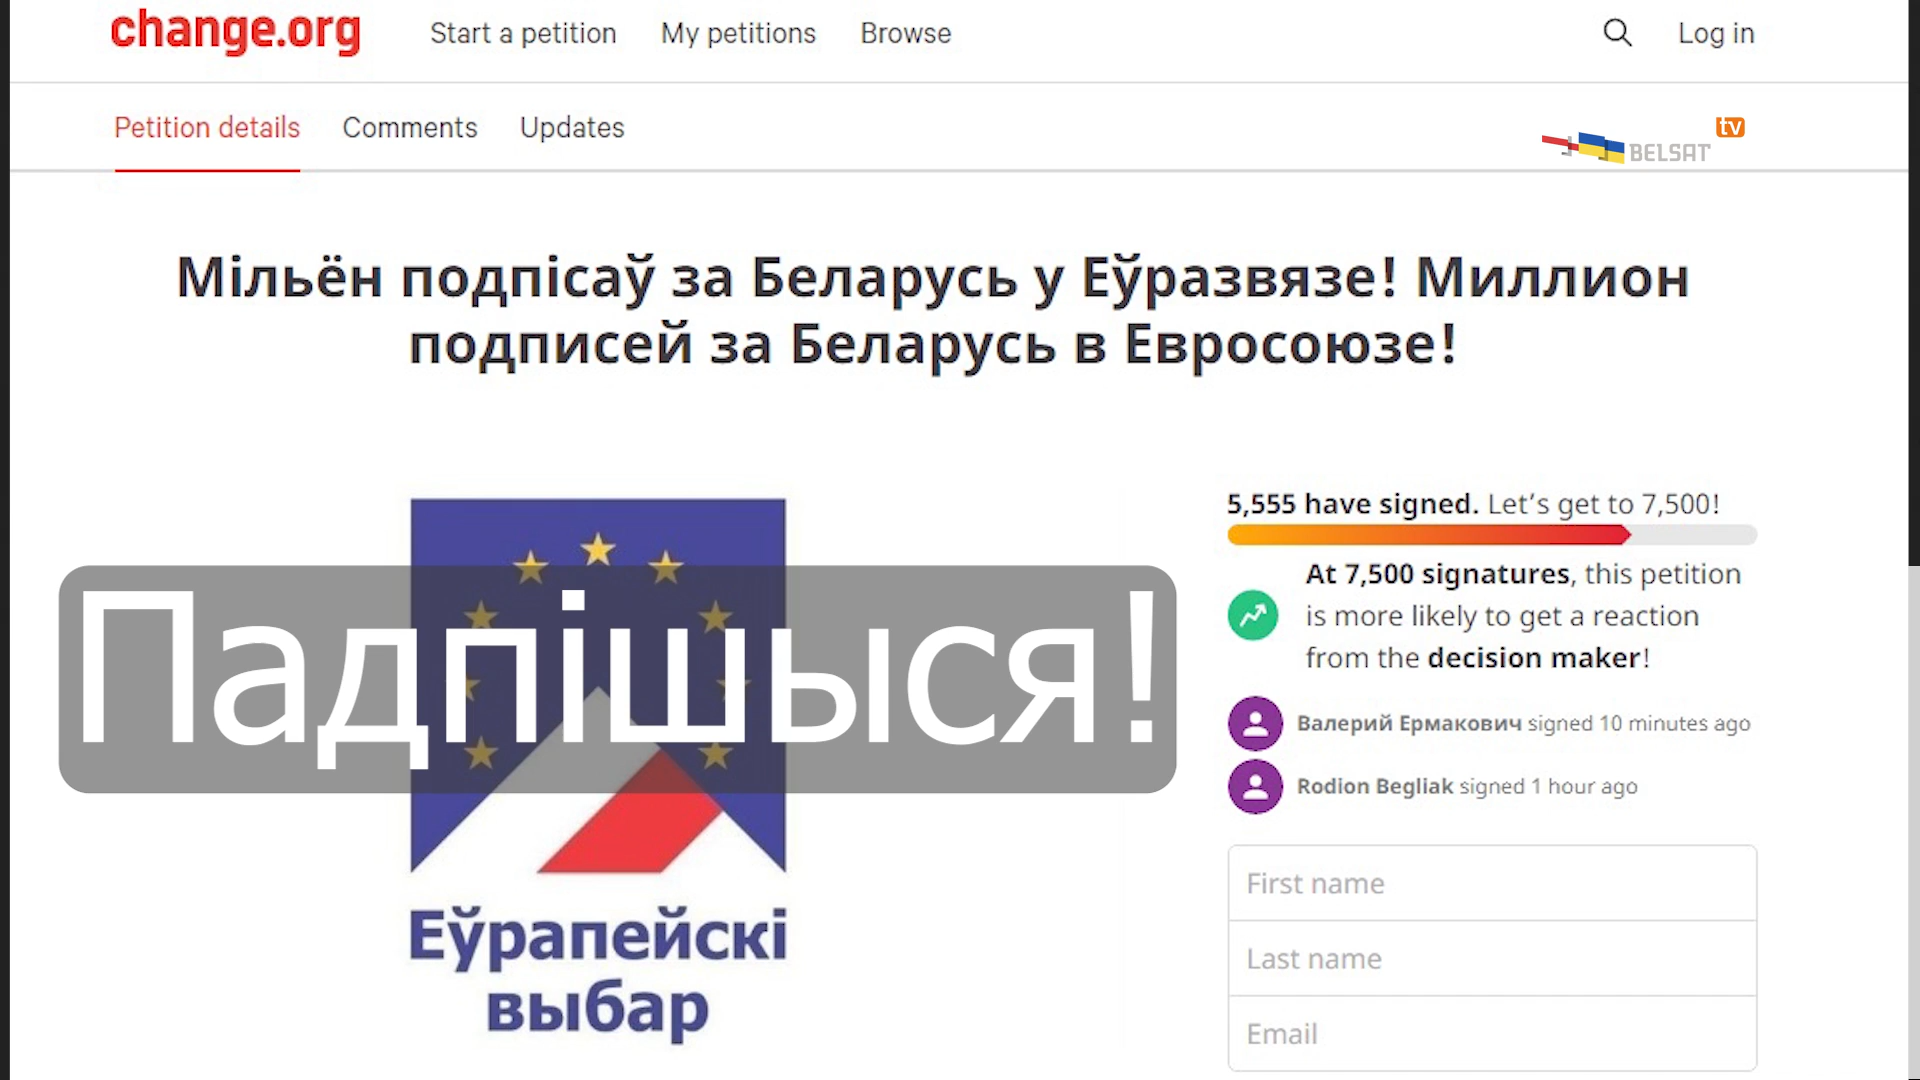 change.org
Start a petition
My petitions
Browse
Log in
Petition details
Comments
Updates
BELSAT tv
Мільён подпісаў за Беларусь у Еўразвязе! Миллион
подписей за Беларусь в Евросоюзе!
5,555 have signed. Let’s get to 7,500!
At 7,500 signatures, this petition
is more likely to get a reaction
from the decision maker!
Валерий Ермакович signed 10 minutes ago
Rodion Begliak signed 1 hour ago
First name
Last name
Email
Падпішыся!
Еўрапейскі
выбар